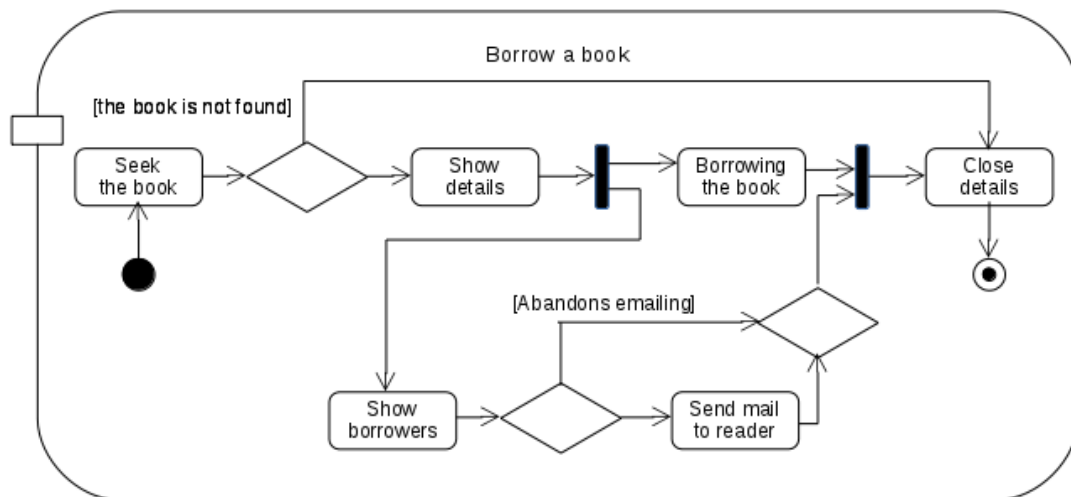 Borrow a book
[the book is not found]
Seek
the book
Show
details
Borrowing
the book
Close
details
[Abandons emailing]
Show
borrowers
Send mail
to reader